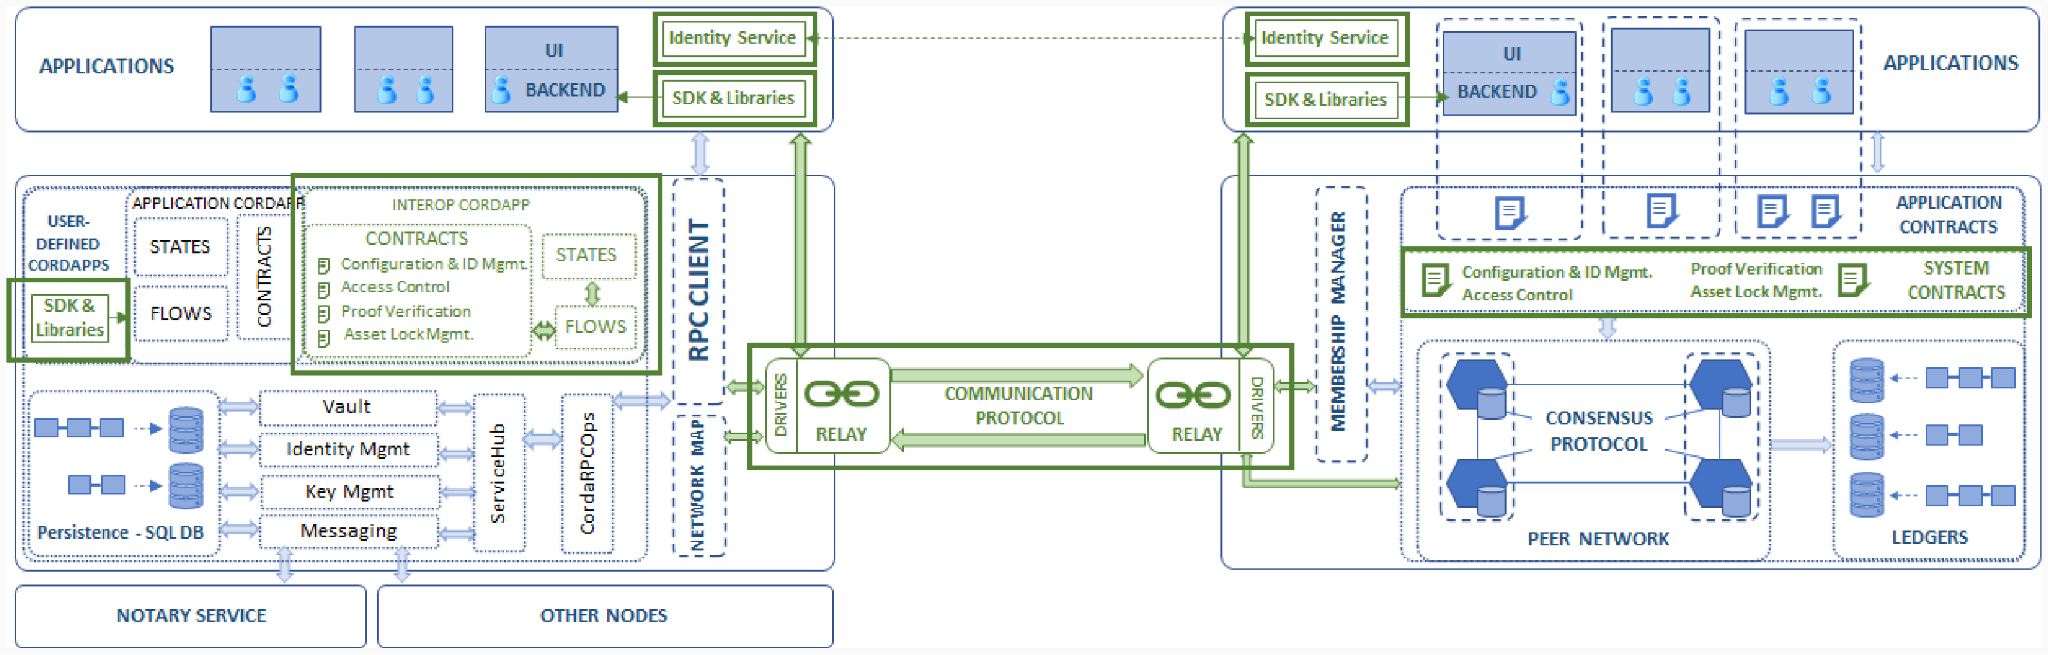 APPLICATIONS
UI
BACKEND
Identity Service
SDK & Libraries
Identity Service
SDK & Libraries
UI
BACKEND
APPLICATIONS
USER-
DEFINED
CORDAPPS
SDK &
Libraries
APPLICATION CORDAPP
STATES
FLOWS
CONTRACTS
INTEROP CORDAPP
CONTRACTS
Configuration & ID Mgmt.
Access Control
Proof Verification
Asset Lock Mgmt.
STATES
FLOWS
RPC CLIENT
NETWORK MAP
Persistence - SQL DB
Vault
Identity Mgmt
Key Mgmt
Messaging
ServiceHub
CordaRPCOps
NOTARY SERVICE
OTHER NODES
DRIVERS
RELAY
COMMUNICATION
PROTOCOL
RELAY
DRIVERS
MEMBERSHIP MANAGER
APPLICATION
CONTRACTS
Configuration & ID Mgmt.
Access Control
Proof Verification
Asset Lock Mgmt.
SYSTEM
CONTRACTS
CONSENSUS
PROTOCOL
PEER NETWORK
LEDGERS